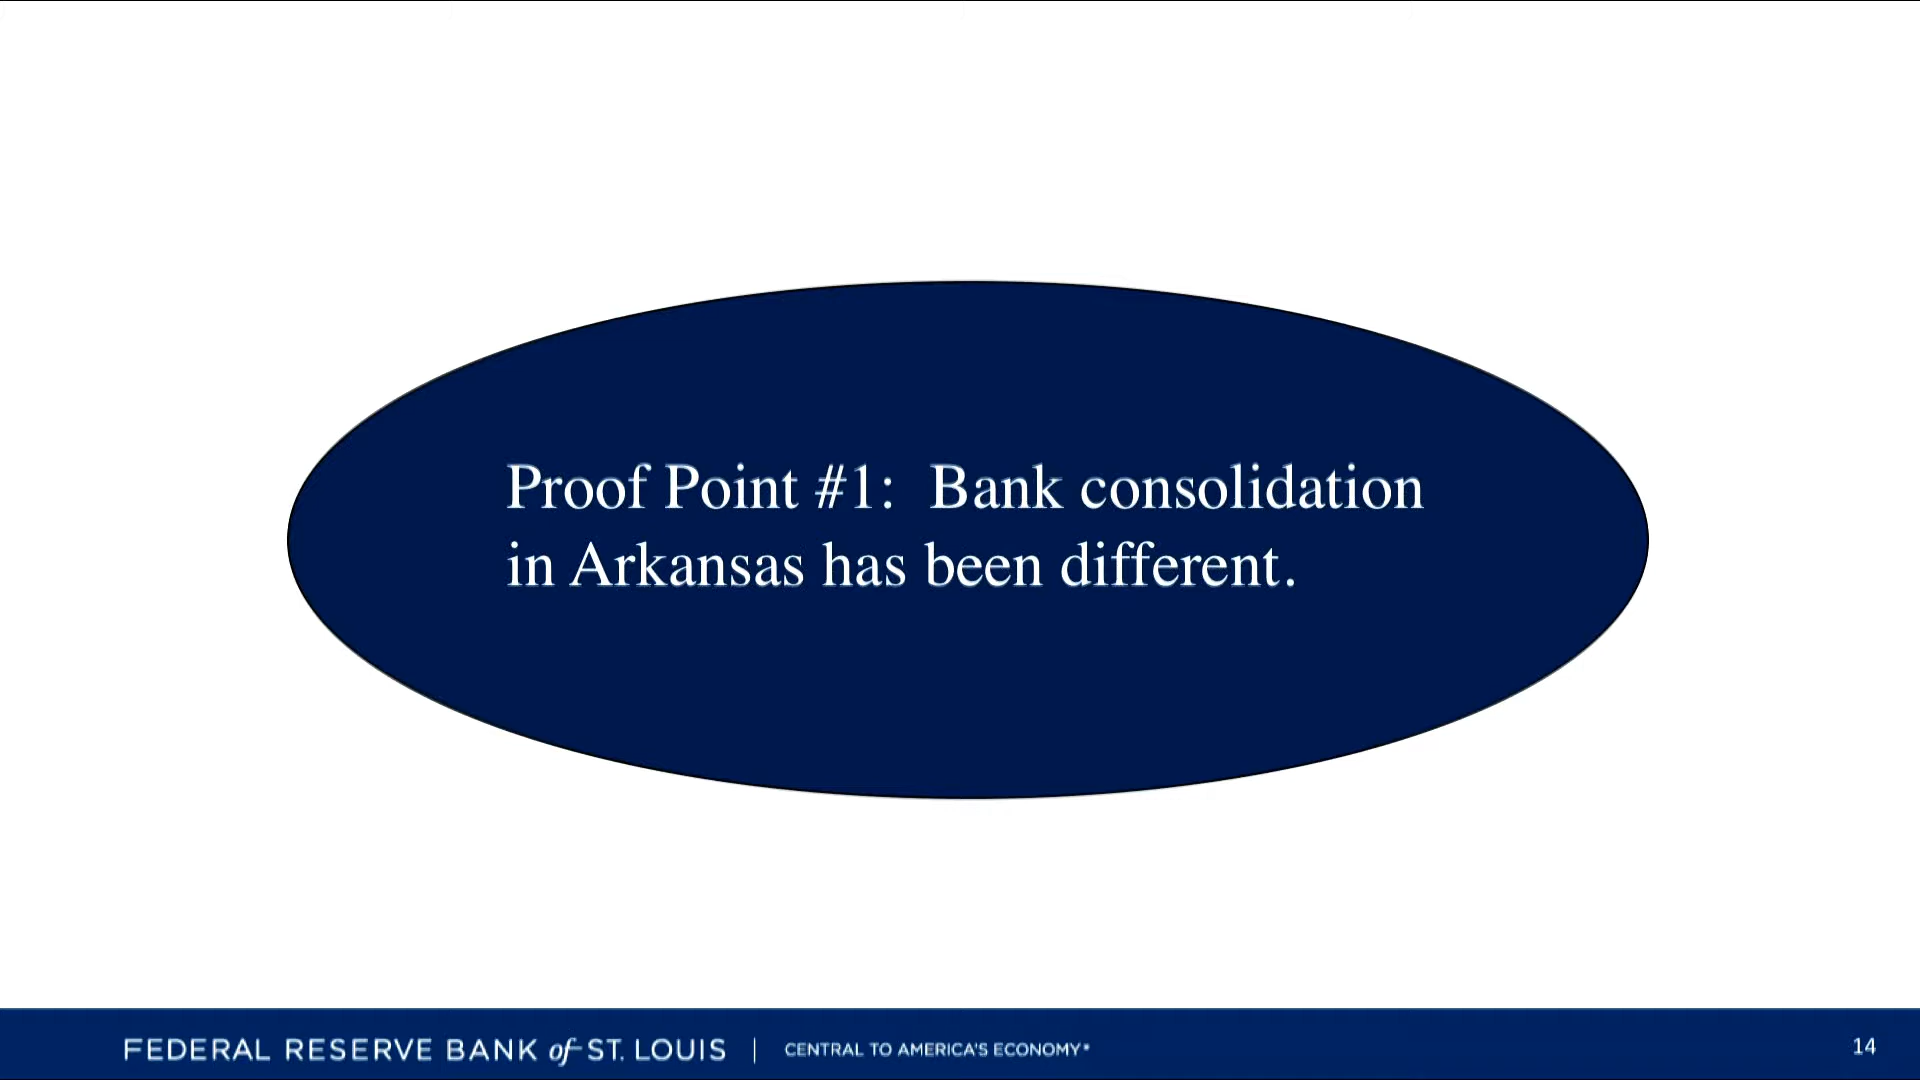 Proof Point #1:  Bank consolidation
in Arkansas has been different.
FEDERAL RESERVE BANK of ST. LOUIS | CENTRAL TO AMERICA'S ECONOMY®
14